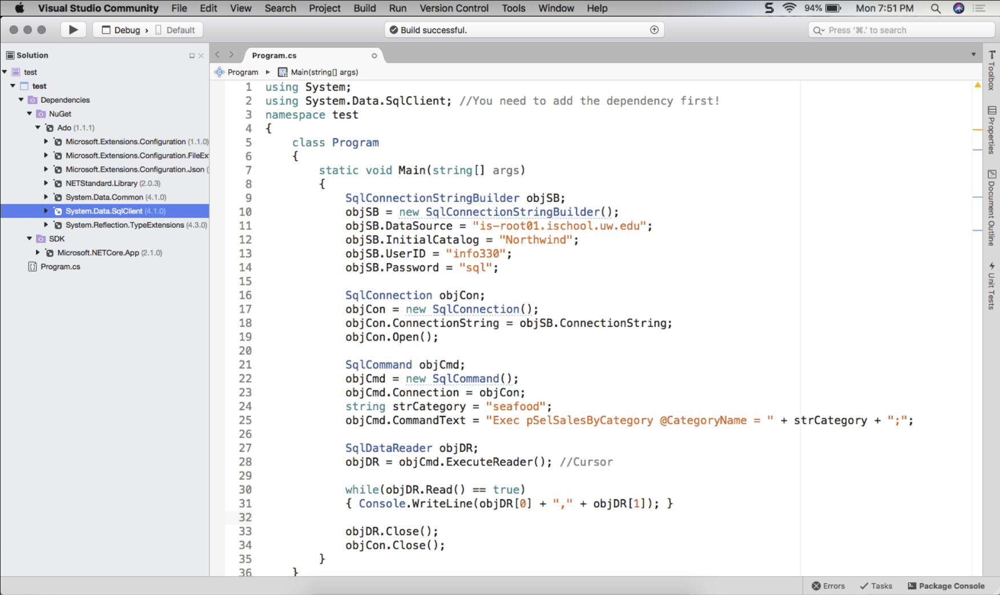 Visual Studio Community File Edit View Search Project Build Run Version Control Tools Window Help S 94% Mon 7:51 PM
Debug › Default Build successful. Press '⌘.' to search
Solution
test
test
Dependencies
NuGet
Ado (1.1.1)
Microsoft.Extensions.Configuration (1.1.0)
Microsoft.Extensions.Configuration.FileEx
Microsoft.Extensions.Configuration.Json (
NETStandard.Library (2.0.3)
System.Data.Common (4.1.0)
System.Data.SqlClient (4.1.0)
System.Reflection.TypeExtensions (4.3.0)
SDK
Microsoft.NETCore.App (2.1.0)
Program.cs
Program.cs
Program Main(string[] args)
1 using System;
2 using System.Data.SqlClient; //You need to add the dependency first!
3 namespace test
4 {
5 class Program
6 {
7 static void Main(string[] args)
8 {
9 SqlConnectionStringBuilder objSB;
10 objSB = new SqlConnectionStringBuilder();
11 objSB.DataSource = "is-root01.ischool.uw.edu";
12 objSB.InitialCatalog = "Northwind";
13 objSB.UserID = "info330";
14 objSB.Password = "sql";
15
16 SqlConnection objCon;
17 objCon = new SqlConnection();
18 objCon.ConnectionString = objSB.ConnectionString;
19 objCon.Open();
20
21 SqlCommand objCmd;
22 objCmd = new SqlCommand();
23 objCmd.Connection = objCon;
24 string strCategory = "seafood";
25 objCmd.CommandText = "Exec pSelSalesByCategory @CategoryName = " + strCategory + ";";
26
27 SqlDataReader objDR;
28 objDR = objCmd.ExecuteReader(); //Cursor
29
30 while(objDR.Read() == true)
31 { Console.WriteLine(objDR[0] + "," + objDR[1]); }
32
33 objDR.Close();
34 objCon.Close();
35 }
36 }
Toolbox
Properties
Document Outline
Unit Tests
Errors Tasks Package Console